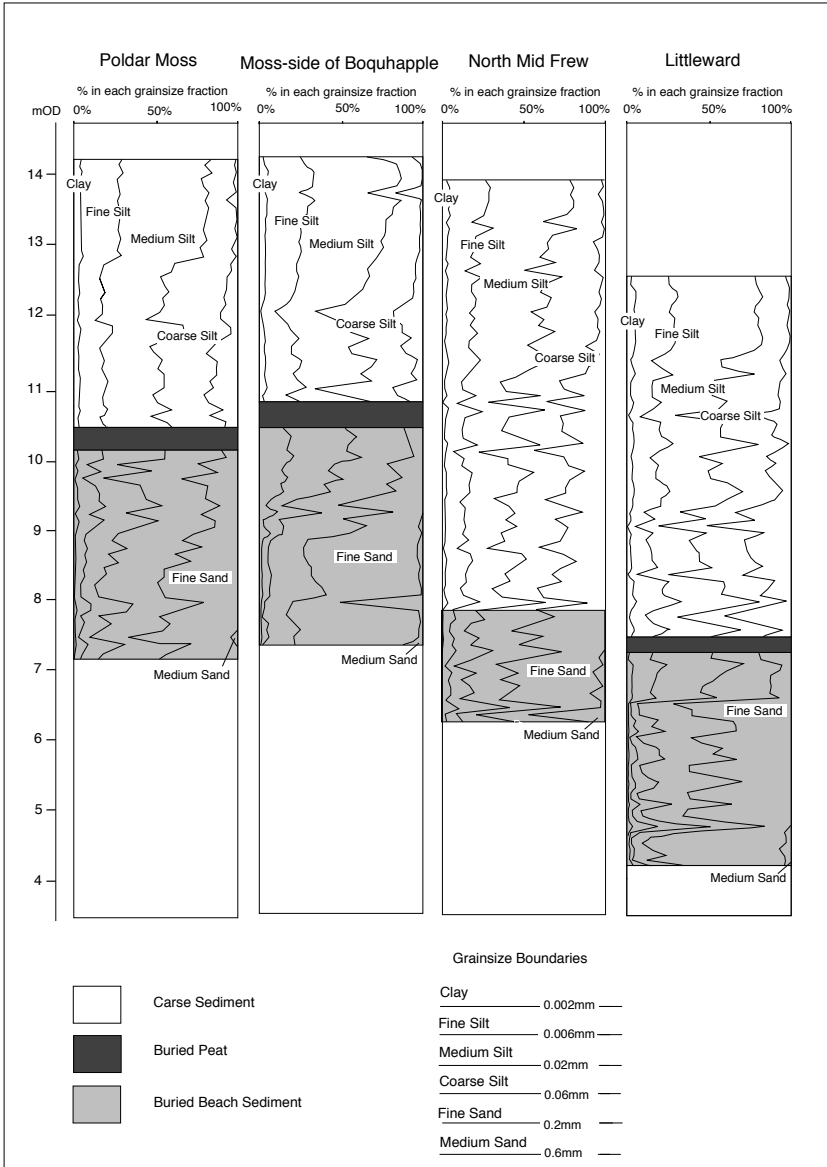 Poldar Moss
Moss-side of Boquhapple
North Mid Frew
Littleward
% in each grainsize fraction
% in each grainsize fraction
% in each grainsize fraction
% in each grainsize fraction
mOD
0%
50%
100%
0%
50%
100%
0%
50%
100%
0%
50%
100%
14
13
12
11
10
9
8
7
6
5
4
Clay
Fine Silt
Medium Silt
Coarse Silt
Fine Sand
Medium Sand
Clay
Fine Silt
Medium Silt
Coarse Silt
Fine Sand
Medium Sand
Clay
Fine Silt
Medium Silt
Coarse Silt
Fine Sand
Medium Sand
Clay
Fine Silt
Medium Silt
Coarse Silt
Fine Sand
Medium Sand
Carse Sediment
Buried Peat
Buried Beach Sediment
Grainsize Boundaries
Clay
0.002mm
Fine Silt
0.006mm
Medium Silt
0.02mm
Coarse Silt
0.06mm
Fine Sand
0.2mm
Medium Sand
0.6mm